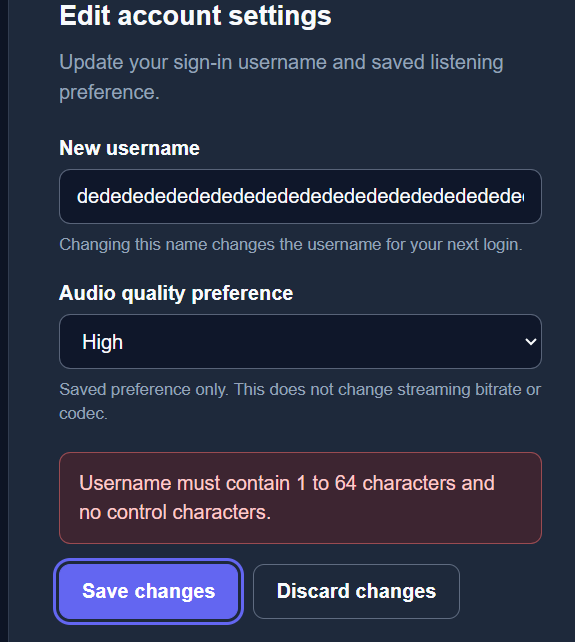 Edit account settings
Update your sign-in username and saved listening
preference.
New username
dedededededededededededededededededededede
Changing this name changes the username for your next login.
Audio quality preference
High
Saved preference only. This does not change streaming bitrate or
codec.
Username must contain 1 to 64 characters and
no control characters.
Save changes
Discard changes